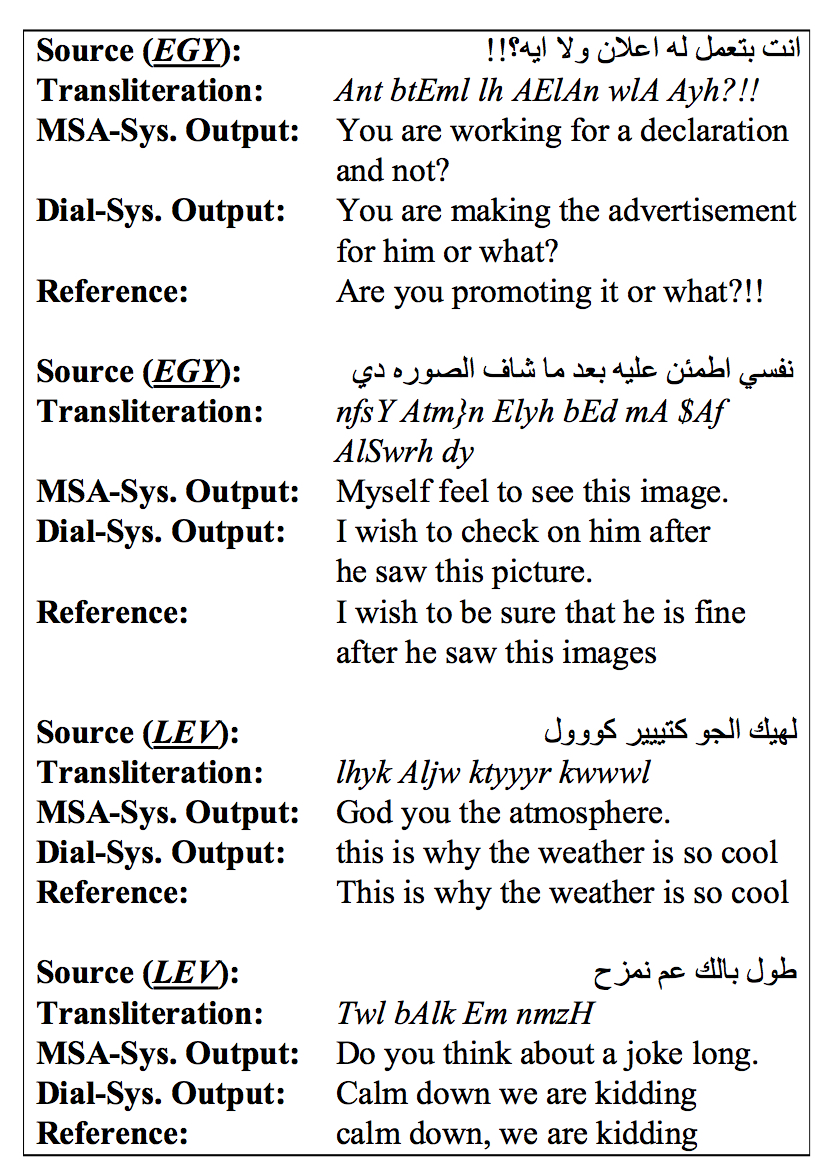 Source (EGY): انت بتعمل له اعلان ولا ايه؟!!
Transliteration: Ant btEml lh AElAn wlA Ayh?!!
MSA-Sys. Output: You are working for a declaration
and not?
Dial-Sys. Output: You are making the advertisement
for him or what?
Reference: Are you promoting it or what?!!
Source (EGY): نفسي اطمئن عليه بعد ما شاف الصوره دي
Transliteration: nfsY Atm}n Elyh bEd mA $Af
AlSwrh dy
MSA-Sys. Output: Myself feel to see this image.
Dial-Sys. Output: I wish to check on him after
he saw this picture.
Reference: I wish to be sure that he is fine
after he saw this images
Source (LEV): لهيك الجو كتيييير كووول
Transliteration: lhyk Aljw ktyyyr kwwwl
MSA-Sys. Output: God you the atmosphere.
Dial-Sys. Output: this is why the weather is so cool
Reference: This is why the weather is so cool
Source (LEV): طول بالك عم نمزح
Transliteration: Twl bAlk Em nmzH
MSA-Sys. Output: Do you think about a joke long.
Dial-Sys. Output: Calm down we are kidding
Reference: calm down, we are kidding